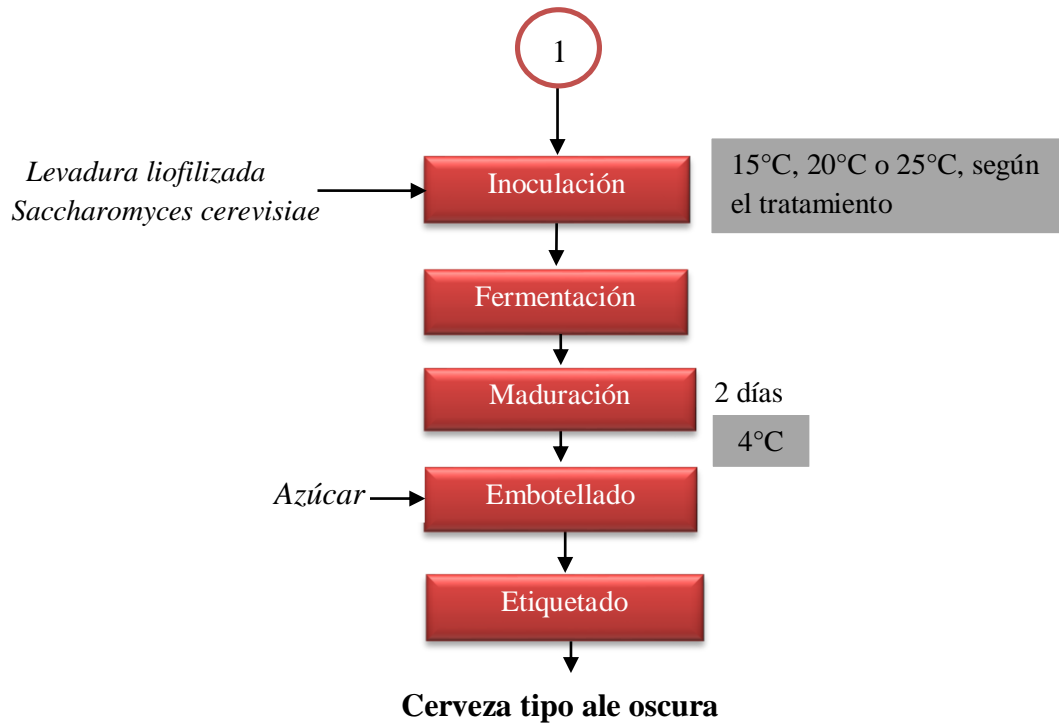 1
Levadura liofilizada
Saccharomyces cerevisiae
Inoculación
15°C, 20°C o 25°C, según
el tratamiento
Fermentación
Maduración
2 días
4°C
Azúcar
Embotellado
Etiquetado
Cerveza tipo ale oscura